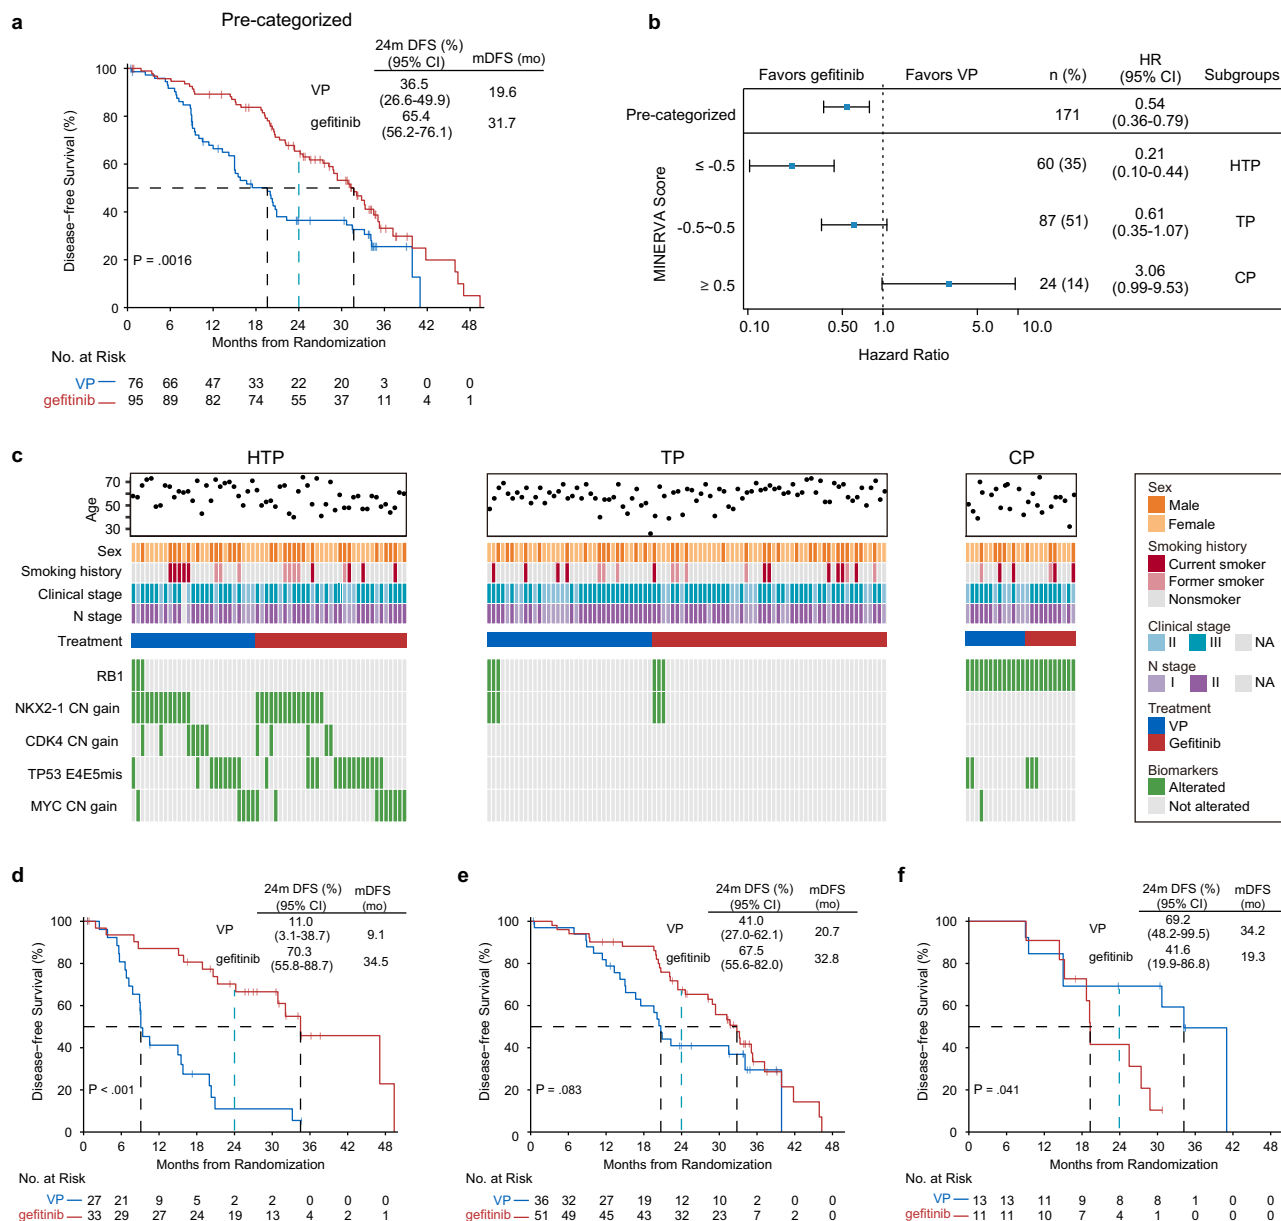 a
Pre-categorized
24m DFS (%)
(95% CI)
mDFS (mo)
VP
36.5
(26.6-49.9)
19.6
gefitinib
65.4
(56.2-76.1)
31.7
Disease-free Survival (%)
100
80
60
40
20
0
P = .0016
0 6 12 18 24 30 36 42 48
Months from Randomization
No. at Risk
VP 76 66 47 33 22 20 3 0 0
gefitinib 95 89 82 74 55 37 11 4 1
b
Favors gefitinib
Favors VP
n (%)
HR
(95% CI)
Subgroups
Pre-categorized
171
0.54
(0.36-0.79)
MINERVA Score
≤ -0.5
60 (35)
0.21
(0.10-0.44)
HTP
-0.5~0.5
87 (51)
0.61
(0.35-1.07)
TP
≥ 0.5
24 (14)
3.06
(0.99-9.53)
CP
0.10 0.50 1.0 5.0 10.0
Hazard Ratio
c
HTP
TP
CP
Age
70
50
30
Sex
Smoking history
Clinical stage
N stage
Treatment
RB1
NKX2-1 CN gain
CDK4 CN gain
TP53 E4E5mis
MYC CN gain
Sex
Male
Female
Smoking history
Current smoker
Former smoker
Nonsmoker
Clinical stage
II III NA
N stage
I II NA
Treatment
VP
Gefitinib
Biomarkers
Alterated
Not alterated
d
24m DFS (%)
(95% CI)
mDFS
(mo)
VP
11.0
(3.1-38.7)
9.1
gefitinib
70.3
(55.8-88.7)
34.5
Disease-free Survival (%)
100
80
60
40
20
0
P < .001
0 6 12 18 24 30 36 42 48
Months from Randomization
No. at Risk
VP 27 21 9 5 2 2 0 0 0
gefitinib 33 29 27 24 19 13 4 2 1
e
24m DFS (%)
(95% CI)
mDFS
(mo)
VP
41.0
(27.0-62.1)
20.7
gefitinib
67.5
(55.6-82.0)
32.8
Disease-free Survival (%)
100
80
60
40
20
0
P = .083
0 6 12 18 24 30 36 42 48
Months from Randomization
No. at Risk
VP 36 32 27 19 12 10 2 0 0
gefitinib 51 49 45 43 32 23 7 2 0
f
24m DFS (%)
(95% CI)
mDFS
(mo)
VP
69.2
(48.2-99.5)
34.2
gefitinib
41.6
(19.9-86.8)
19.3
Disease-free Survival (%)
100
80
60
40
20
0
P = .041
0 6 12 18 24 30 36 42 48
Months from Randomization
No. at Risk
VP 13 13 11 9 8 8 1 0 0
gefitinib 11 11 10 7 4 1 0 0 0